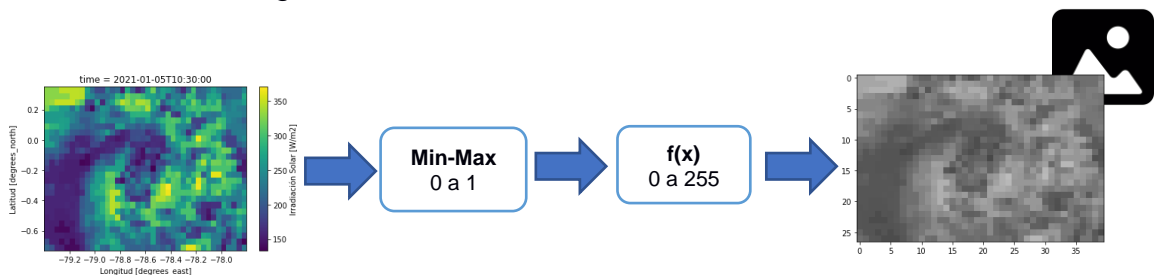 time = 2021-01-05T10:30:00
0.2
0.0
−0.2
−0.4
−0.6
Latitud [degrees_north]
−79.2 −79.0 −78.8 −78.6 −78.4 −78.2 −78.0
Longitud [degrees_east]
350
300
250
200
150
Irradiación Solar [W/m2]
Min-Max
0 a 1
f(x)
0 a 255
0
5
10
15
20
25
0 5 10 15 20 25 30 35